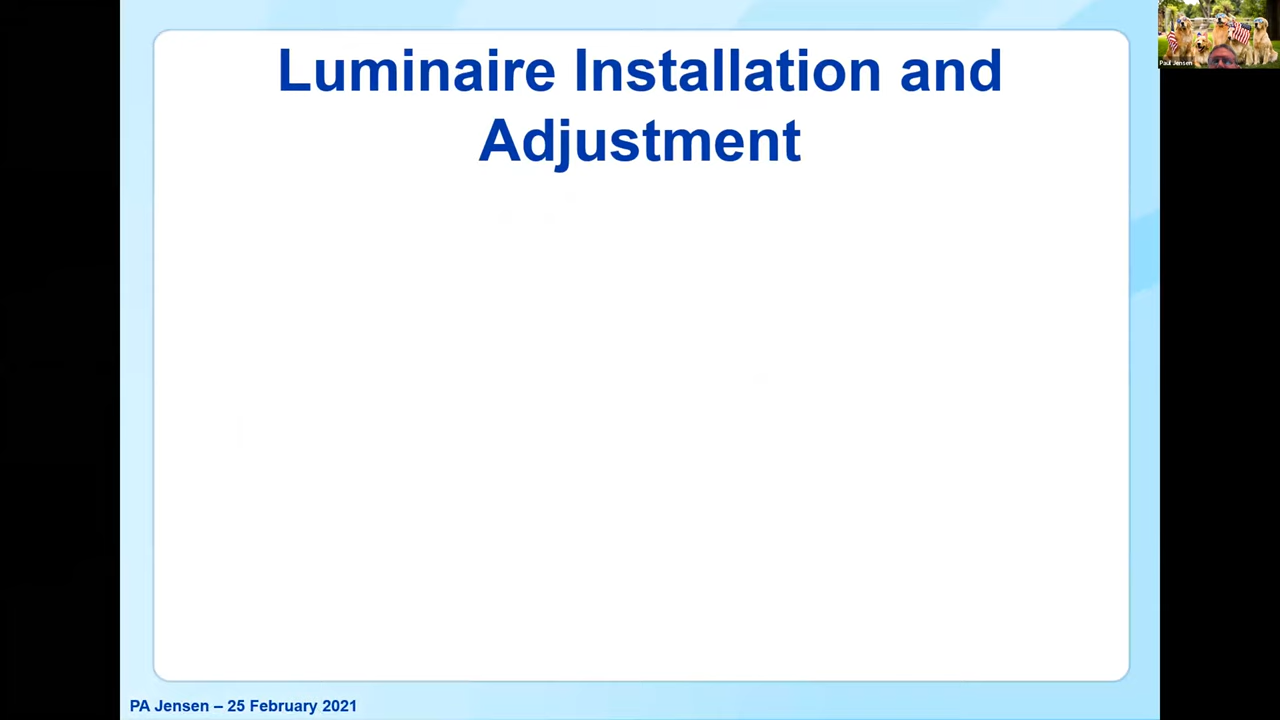 Luminaire Installation and
Adjustment
Paul Jensen
PA Jensen – 25 February 2021